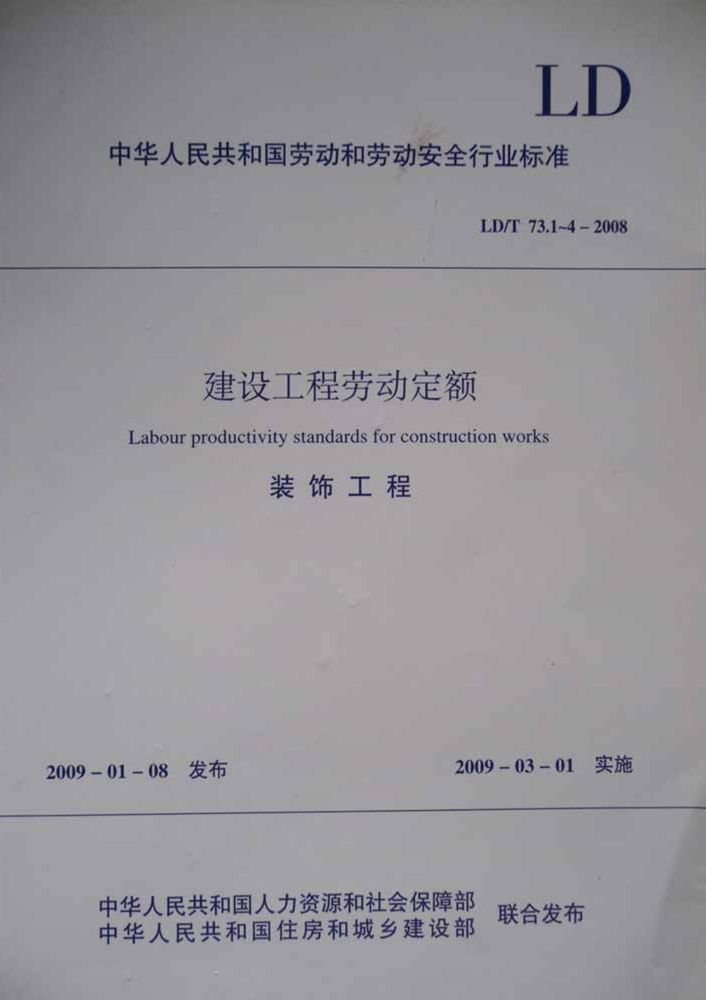 LD
中华人民共和国劳动和劳动安全行业标准
LD/T 73.1~4－2008
建设工程劳动定额
Labour productivity standards for construction works
装饰工程
2009－01－08 发布
2009－03－01 实施
中华人民共和国人力资源和社会保障部
中华人民共和国住房和城乡建设部
联合发布